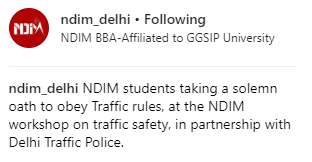 NDiM
ndim_delhi • Following
NDIM BBA-Affiliated to GGSIP University
ndim_delhi NDIM students taking a solemn
oath to obey Traffic rules, at the NDIM
workshop on traffic safety, in partnership with
Delhi Traffic Police.